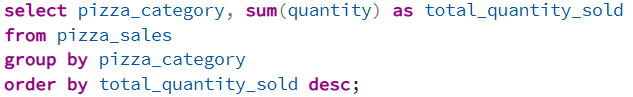 select pizza_category, sum(quantity) as total_quantity_sold
from pizza_sales
group by pizza_category
order by total_quantity_sold desc;